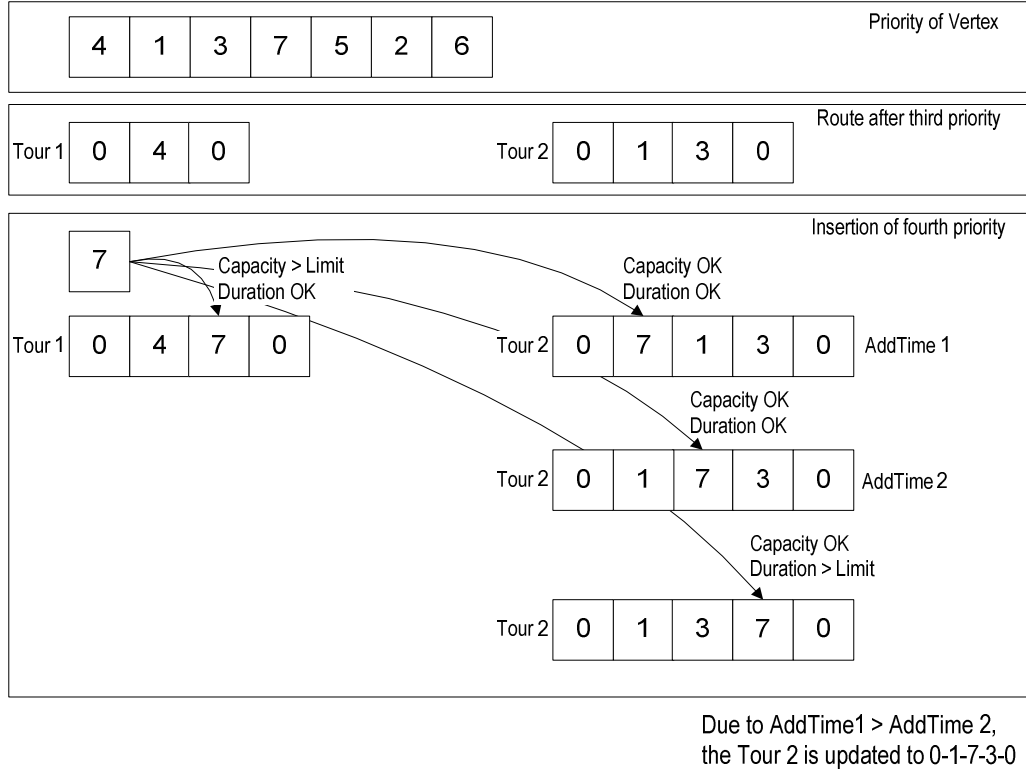 Priority of Vertex
4 1 3 7 5 2 6
Route after third priority
Tour 1 0 4 0
Tour 2 0 1 3 0
Insertion of fourth priority
7
Capacity > Limit
Duration OK
Capacity OK
Duration OK
Tour 1 0 4 7 0
Tour 2 0 7 1 3 0 AddTime 1
Capacity OK
Duration OK
Tour 2 0 1 7 3 0 AddTime 2
Capacity OK
Duration > Limit
Tour 2 0 1 3 7 0
Due to AddTime1 > AddTime 2,
the Tour 2 is updated to 0-1-7-3-0